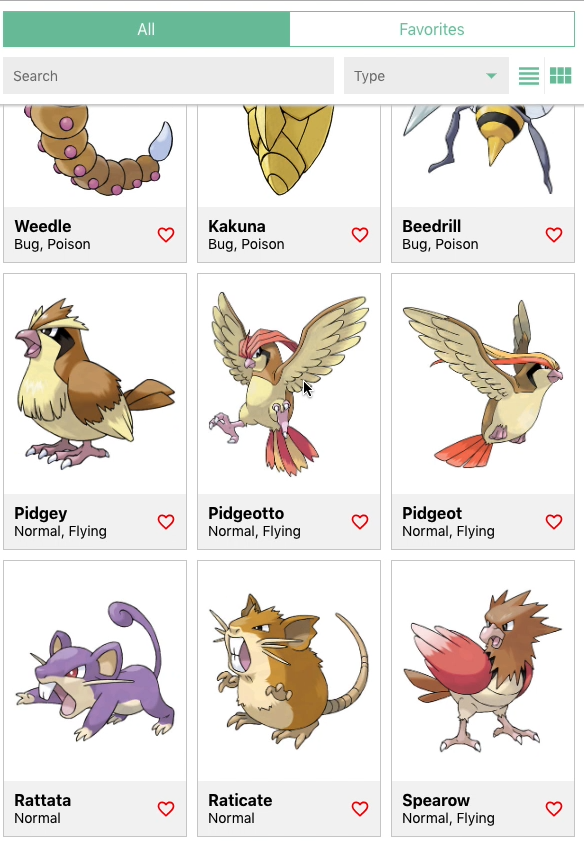 All
Favorites
Search
Type
Weedle
Bug, Poison
Kakuna
Bug, Poison
Beedrill
Bug, Poison
Pidgey
Normal, Flying
Pidgeotto
Normal, Flying
Pidgeot
Normal, Flying
Rattata
Normal
Raticate
Normal
Spearow
Normal, Flying